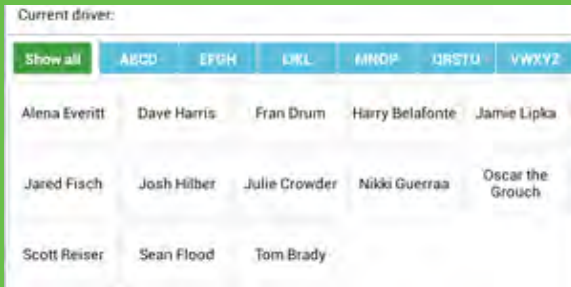 Current driver:
Show all ABCD EFGH IJKL MNOP QRSTU VWXYZ
Alena Everitt Dave Harris Fran Drum Harry Belafonte Jamie Lipka
Jared Fisch Josh Hilber Julie Crowder Nikki Guerraa Oscar the
Grouch
Scott Reiser Sean Flood Tom Brady